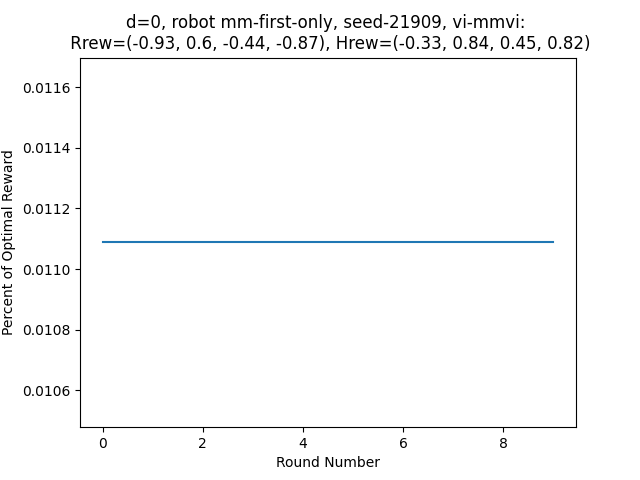 d=0, robot mm-first-only, seed-21909, vi-mmvi:
Rrew=(-0.93, 0.6, -0.44, -0.87), Hrew=(-0.33, 0.84, 0.45, 0.82)
Percent of Optimal Reward
0.0116
0.0114
0.0112
0.0110
0.0108
0.0106
0 2 4 6 8
Round Number